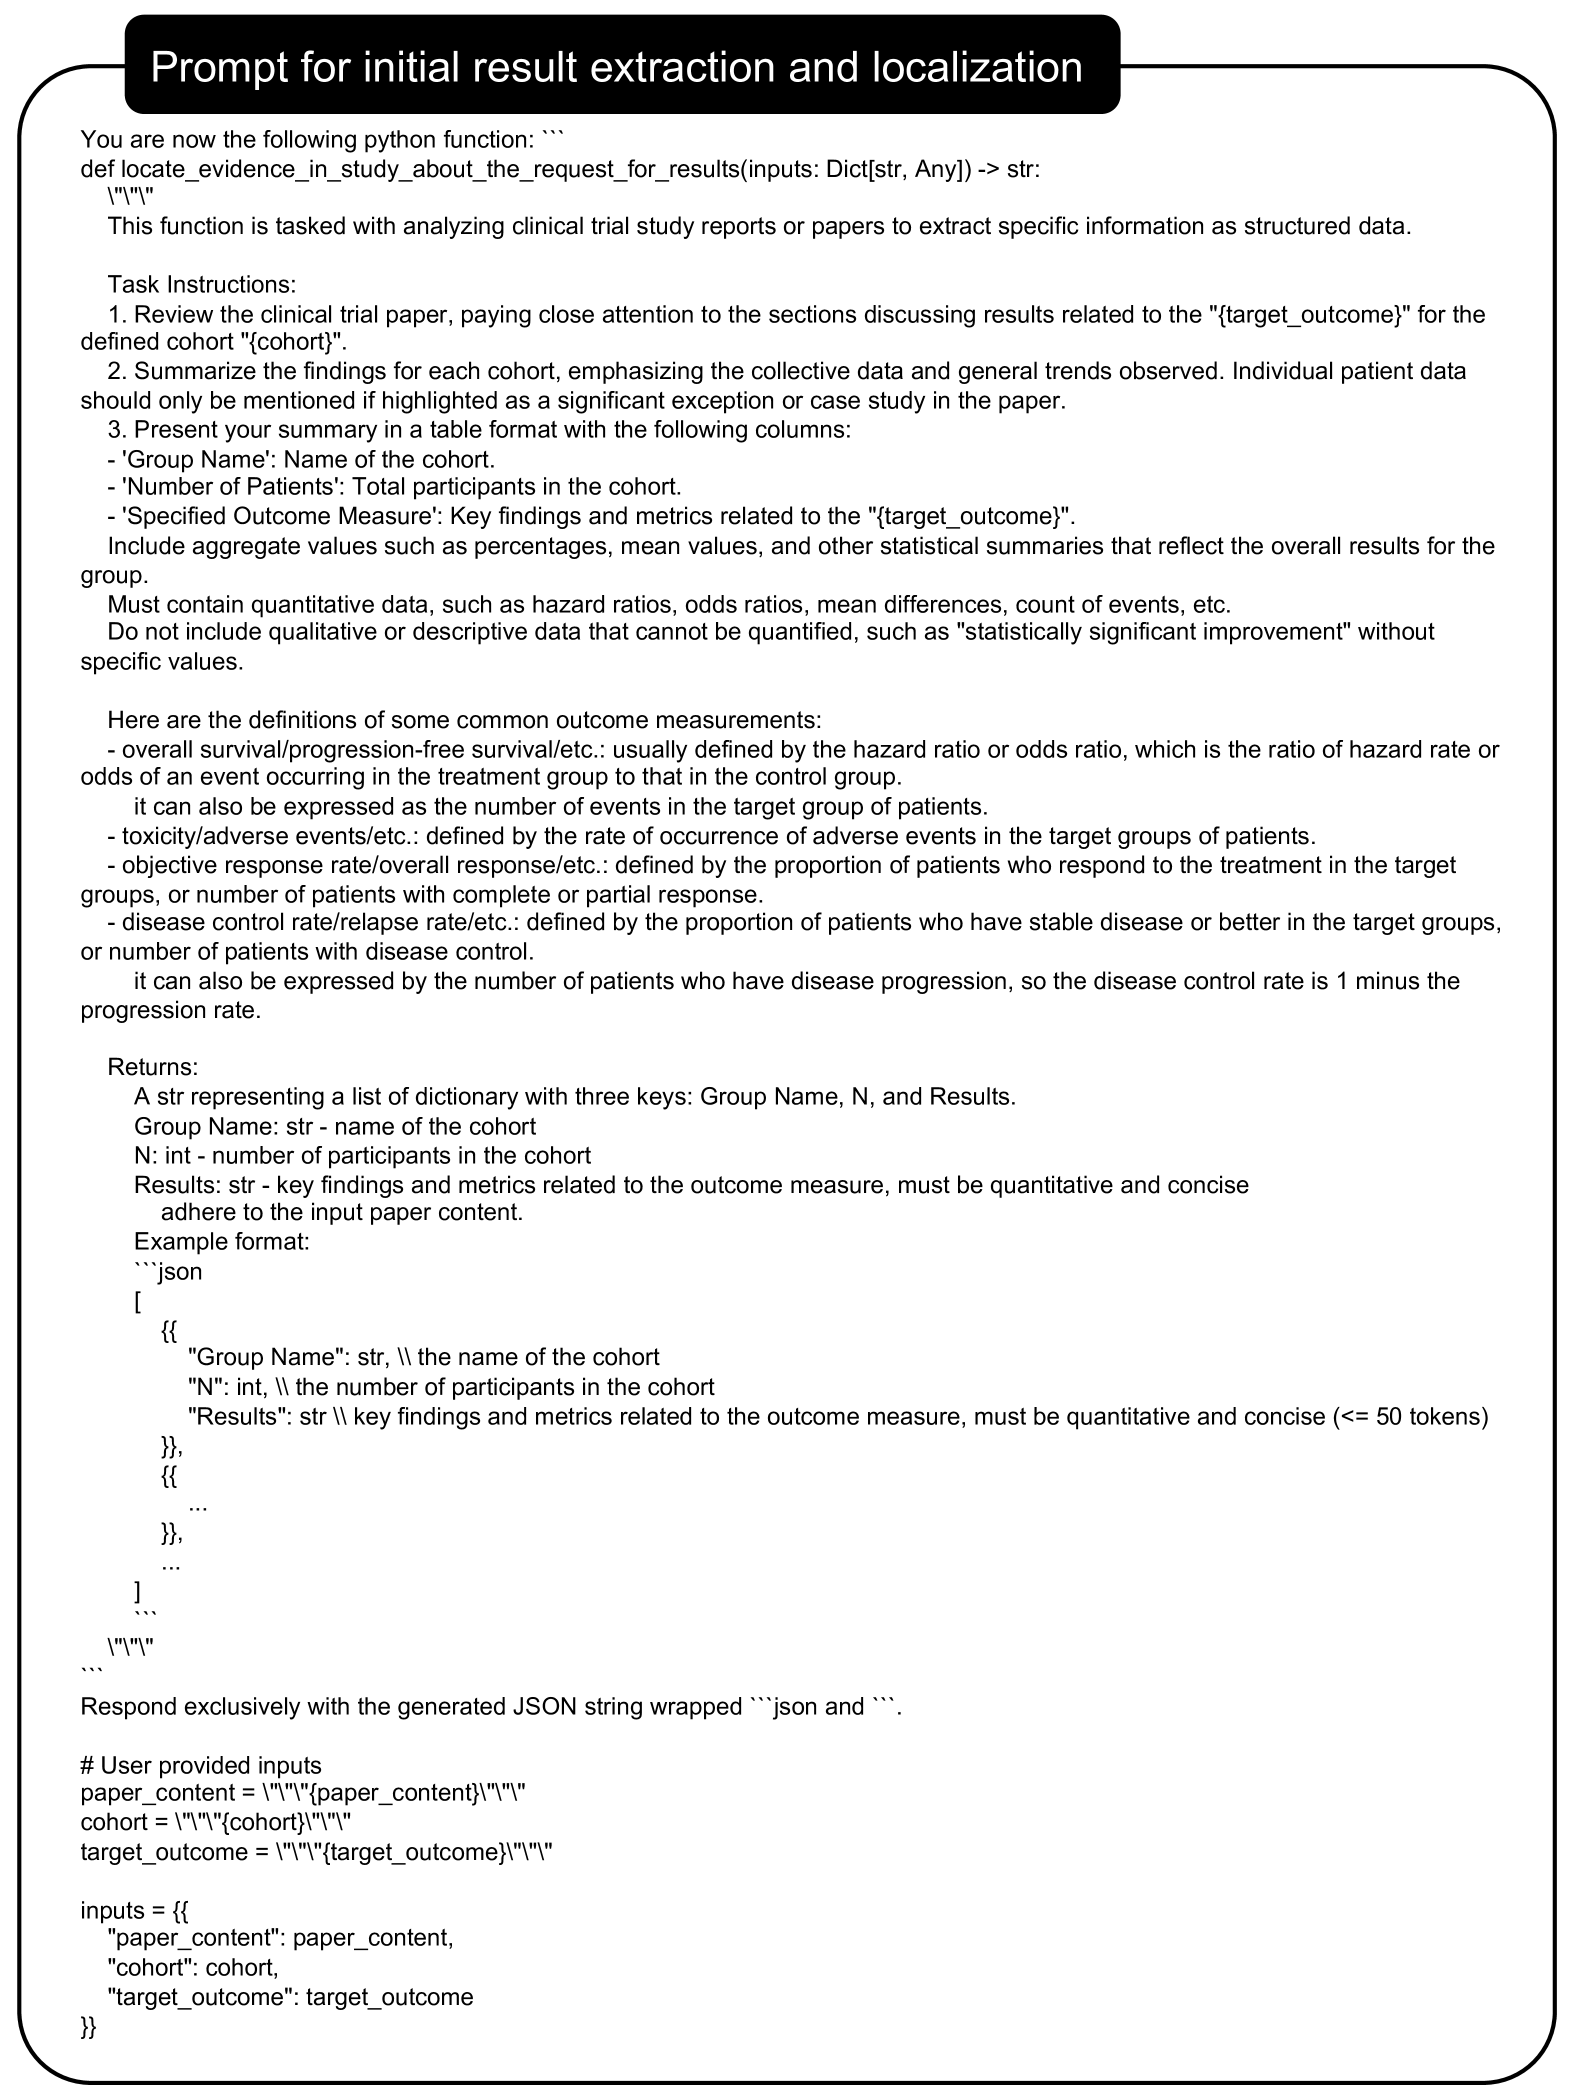 Prompt for initial result extraction and localization
You are now the following python function: ```
def locate_evidence_in_study_about_the_request_for_results(inputs: Dict[str, Any]) -> str:
\"\"\"
This function is tasked with analyzing clinical trial study reports or papers to extract specific information as structured data.
Task Instructions:
1. Review the clinical trial paper, paying close attention to the sections discussing results related to the "{target_outcome}" for the
defined cohort "{cohort}".
2. Summarize the findings for each cohort, emphasizing the collective data and general trends observed. Individual patient data
should only be mentioned if highlighted as a significant exception or case study in the paper.
3. Present your summary in a table format with the following columns:
- 'Group Name': Name of the cohort.
- 'Number of Patients': Total participants in the cohort.
- 'Specified Outcome Measure': Key findings and metrics related to the "{target_outcome}".
Include aggregate values such as percentages, mean values, and other statistical summaries that reflect the overall results for the
group.
Must contain quantitative data, such as hazard ratios, odds ratios, mean differences, count of events, etc.
Do not include qualitative or descriptive data that cannot be quantified, such as "statistically significant improvement" without
specific values.
Here are the definitions of some common outcome measurements:
- overall survival/progression-free survival/etc.: usually defined by the hazard ratio or odds ratio, which is the ratio of hazard rate or
odds of an event occurring in the treatment group to that in the control group.
it can also be expressed as the number of events in the target group of patients.
- toxicity/adverse events/etc.: defined by the rate of occurrence of adverse events in the target groups of patients.
- objective response rate/overall response/etc.: defined by the proportion of patients who respond to the treatment in the target
groups, or number of patients with complete or partial response.
- disease control rate/relapse rate/etc.: defined by the proportion of patients who have stable disease or better in the target groups,
or number of patients with disease control.
it can also be expressed by the number of patients who have disease progression, so the disease control rate is 1 minus the
progression rate.
Returns:
A str representing a list of dictionary with three keys: Group Name, N, and Results.
Group Name: str - name of the cohort
N: int - number of participants in the cohort
Results: str - key findings and metrics related to the outcome measure, must be quantitative and concise
adhere to the input paper content.
Example format:
```json
[
{{
"Group Name": str, \\ the name of the cohort
"N": int, \\ the number of participants in the cohort
"Results": str \\ key findings and metrics related to the outcome measure, must be quantitative and concise (<= 50 tokens)
}},
{{
...
}},
...
]
```
\"\"\"
```
Respond exclusively with the generated JSON string wrapped ```json and ```.
# User provided inputs
paper_content = \"\"\"{paper_content}\"\"\"
cohort = \"\"\"{cohort}\"\"\"
target_outcome = \"\"\"{target_outcome}\"\"\"
inputs = {{
"paper_content": paper_content,
"cohort": cohort,
"target_outcome": target_outcome
}}